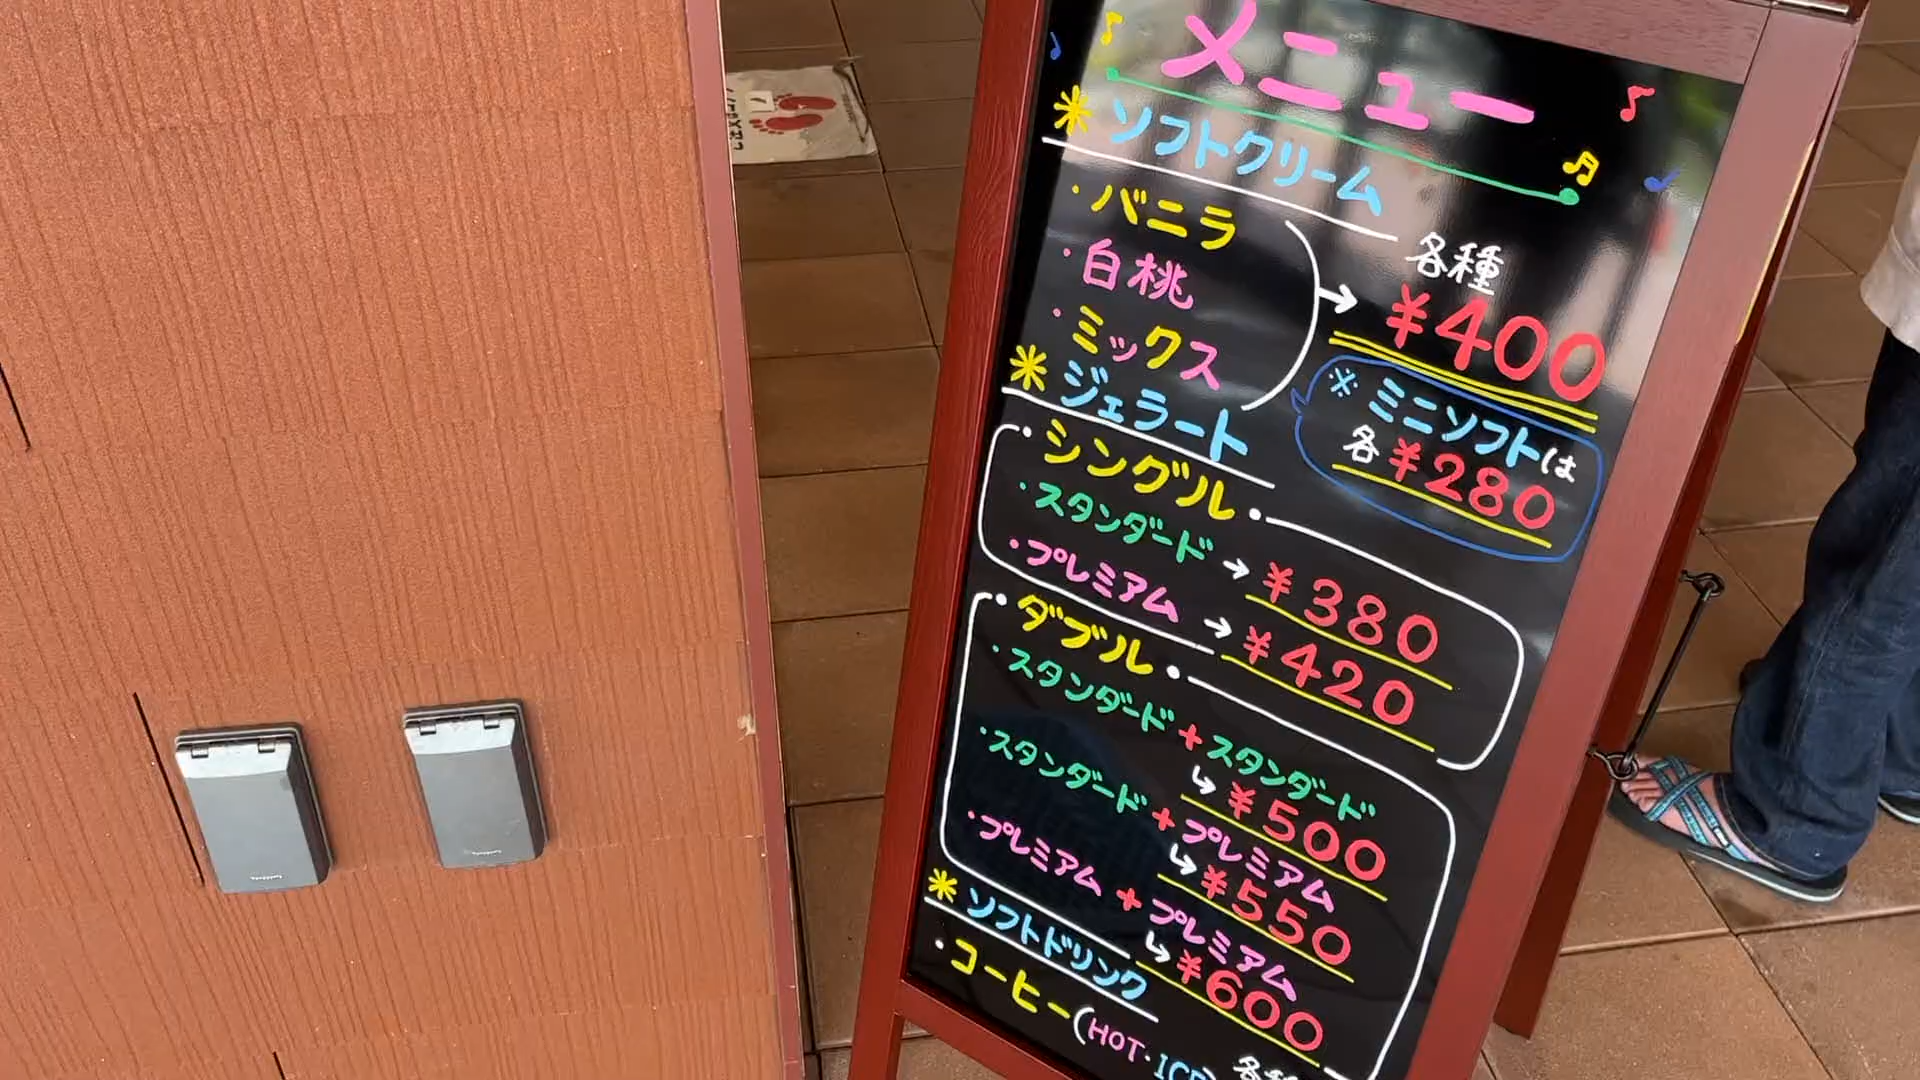 メニュー
ソフトクリーム
・バニラ
・白桃
・ミックス
各種
¥400
※ミニソフトは
各¥280
ジェラート
・シングル・
・スタンダード→¥380
・プレミアム→¥420
・ダブル・
・スタンダード+スタンダード
¥500
・スタンダード+プレミアム
¥550
・プレミアム+プレミアム
¥600
ソフトドリンク
・コーヒー(HOT・ICE